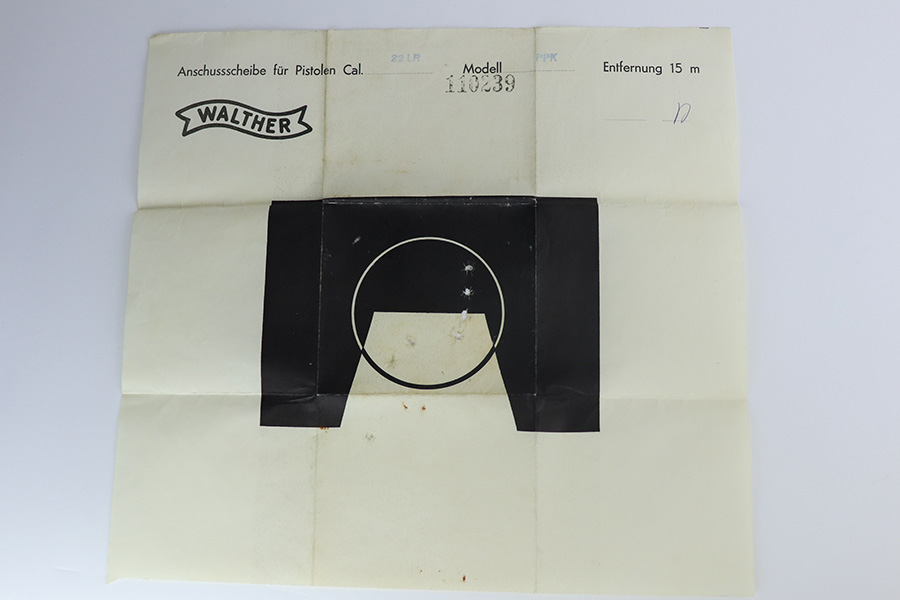 Anschussscheibe für Pistolen Cal. 22 LR. Modell PPK Entfernung 15 m
110239
WALTHER